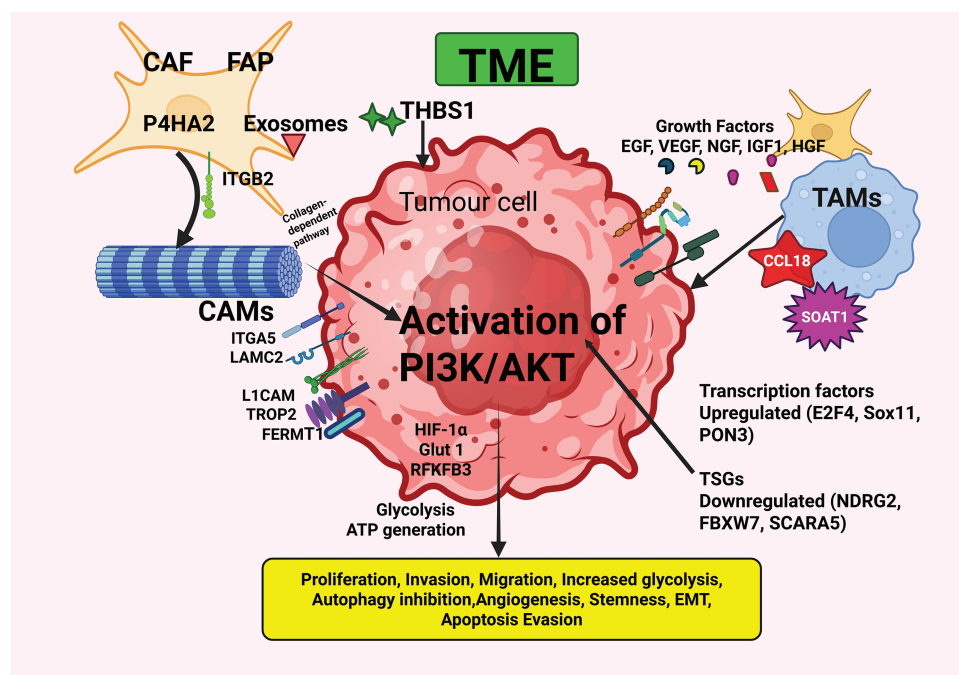 TME
CAF FAP
P4HA2
Exosomes
ITGB2
THBS1
Collagen-
dependent
pathway
Growth Factors
EGF, VEGF, NGF, IGF1, HGF
TAMs
CCL18
SOAT1
Tumour cell
CAMs
ITGA5
LAMC2
L1CAM
TROP2
FERMT1
Activation of
PI3K/AKT
HIF-1α
Glut 1
RFKFB3
Glycolysis
ATP generation
Transcription factors
Upregulated (E2F4, Sox11,
PON3)
TSGs
Downregulated (NDRG2,
FBXW7, SCARA5)
Proliferation, Invasion, Migration, Increased glycolysis,
Autophagy inhibition,Angiogenesis, Stemness, EMT,
Apoptosis Evasion